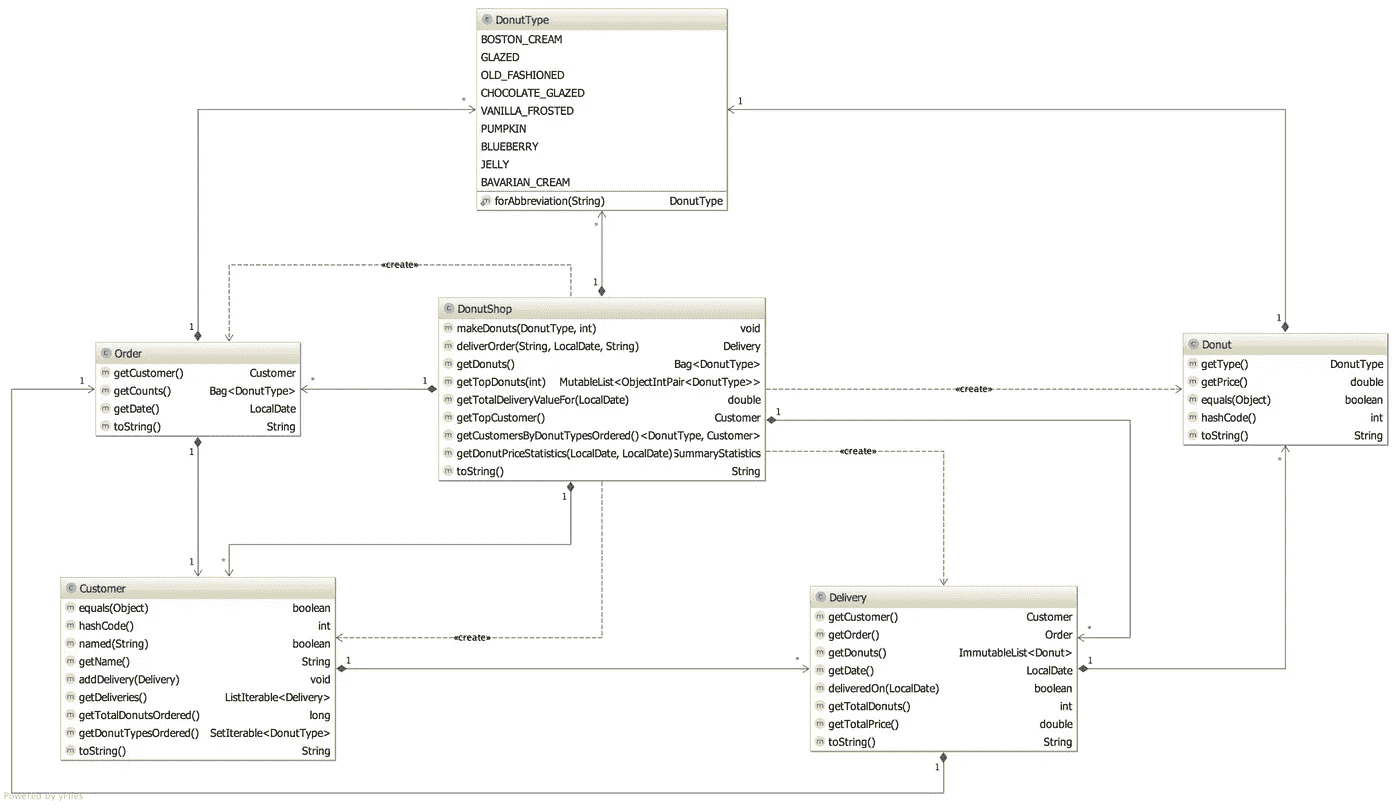 DonutType
BOSTON_CREAM
GLAZED
OLD_FASHIONED
CHOCOLATE_GLAZED
VANILLA_FROSTED
PUMPKIN
BLUEBERRY
JELLY
BAVARIAN_CREAM
forAbbreviation(String) DonutType
* 1
* 1
«create»
DonutShop
makeDonuts(DonutType, int) void
deliverOrder(String, LocalDate, String) Delivery
getDonuts() Bag<DonutType>
getTopDonuts(int) MutableList<ObjectIntPair<DonutType>>
getTotalDeliveryValueFor(LocalDate) double
getTopCustomer() Customer
getCustomersByDonutTypesOrdered() <DonutType, Customer>
getDonutPriceStatistics(LocalDate, LocalDate) SummaryStatistics
toString() String
1 1
Order
getCustomer() Customer
getCounts() Bag<DonutType>
getDate() LocalDate
toString() String
Donut
getType() DonutType
getPrice() double
equals(Object) boolean
hashCode() int
toString() String
1 * 1
«create»
1
«create»
1 1 *
1 *
Customer
equals(Object) boolean
hashCode() int
named(String) boolean
getName() String
addDelivery(Delivery) void
getDeliveries() ListIterable<Delivery>
getTotalDonutsOrdered() long
getDonutTypesOrdered() SetIterable<DonutType>
toString() String
«create»
1 *
Delivery
getCustomer() Customer
getOrder() Order
getDonuts() ImmutableList<Donut>
getDate() LocalDate
deliveredOn(LocalDate) boolean
getTotalDonuts() int
getTotalPrice() double
toString() String
* 1
1
Powered by yFiles